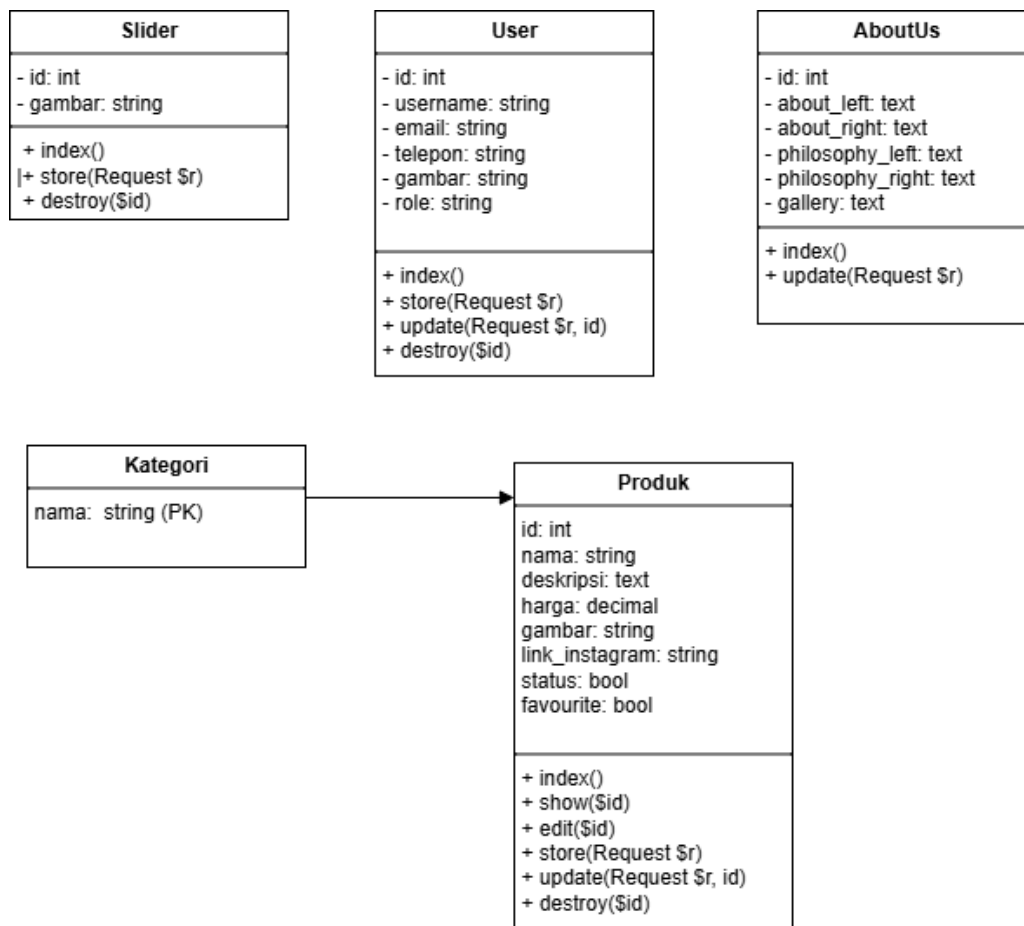 Slider
- id: int
- gambar: string
+ index()
|+ store(Request $r)
+ destroy($id)
User
- id: int
- username: string
- email: string
- telepon: string
- gambar: string
- role: string
+ index()
+ store(Request $r)
+ update(Request $r, id)
+ destroy($id)
AboutUs
- id: int
- about_left: text
- about_right: text
- philosophy_left: text
- philosophy_right: text
- gallery: text
+ index()
+ update(Request $r)
Kategori
nama:  string (PK)
Produk
id: int
nama: string
deskripsi: text
harga: decimal
gambar: string
link_instagram: string
status: bool
favourite: bool
+ index()
+ show($id)
+ edit($id)
+ store(Request $r)
+ update(Request $r, id)
+ destroy($id)